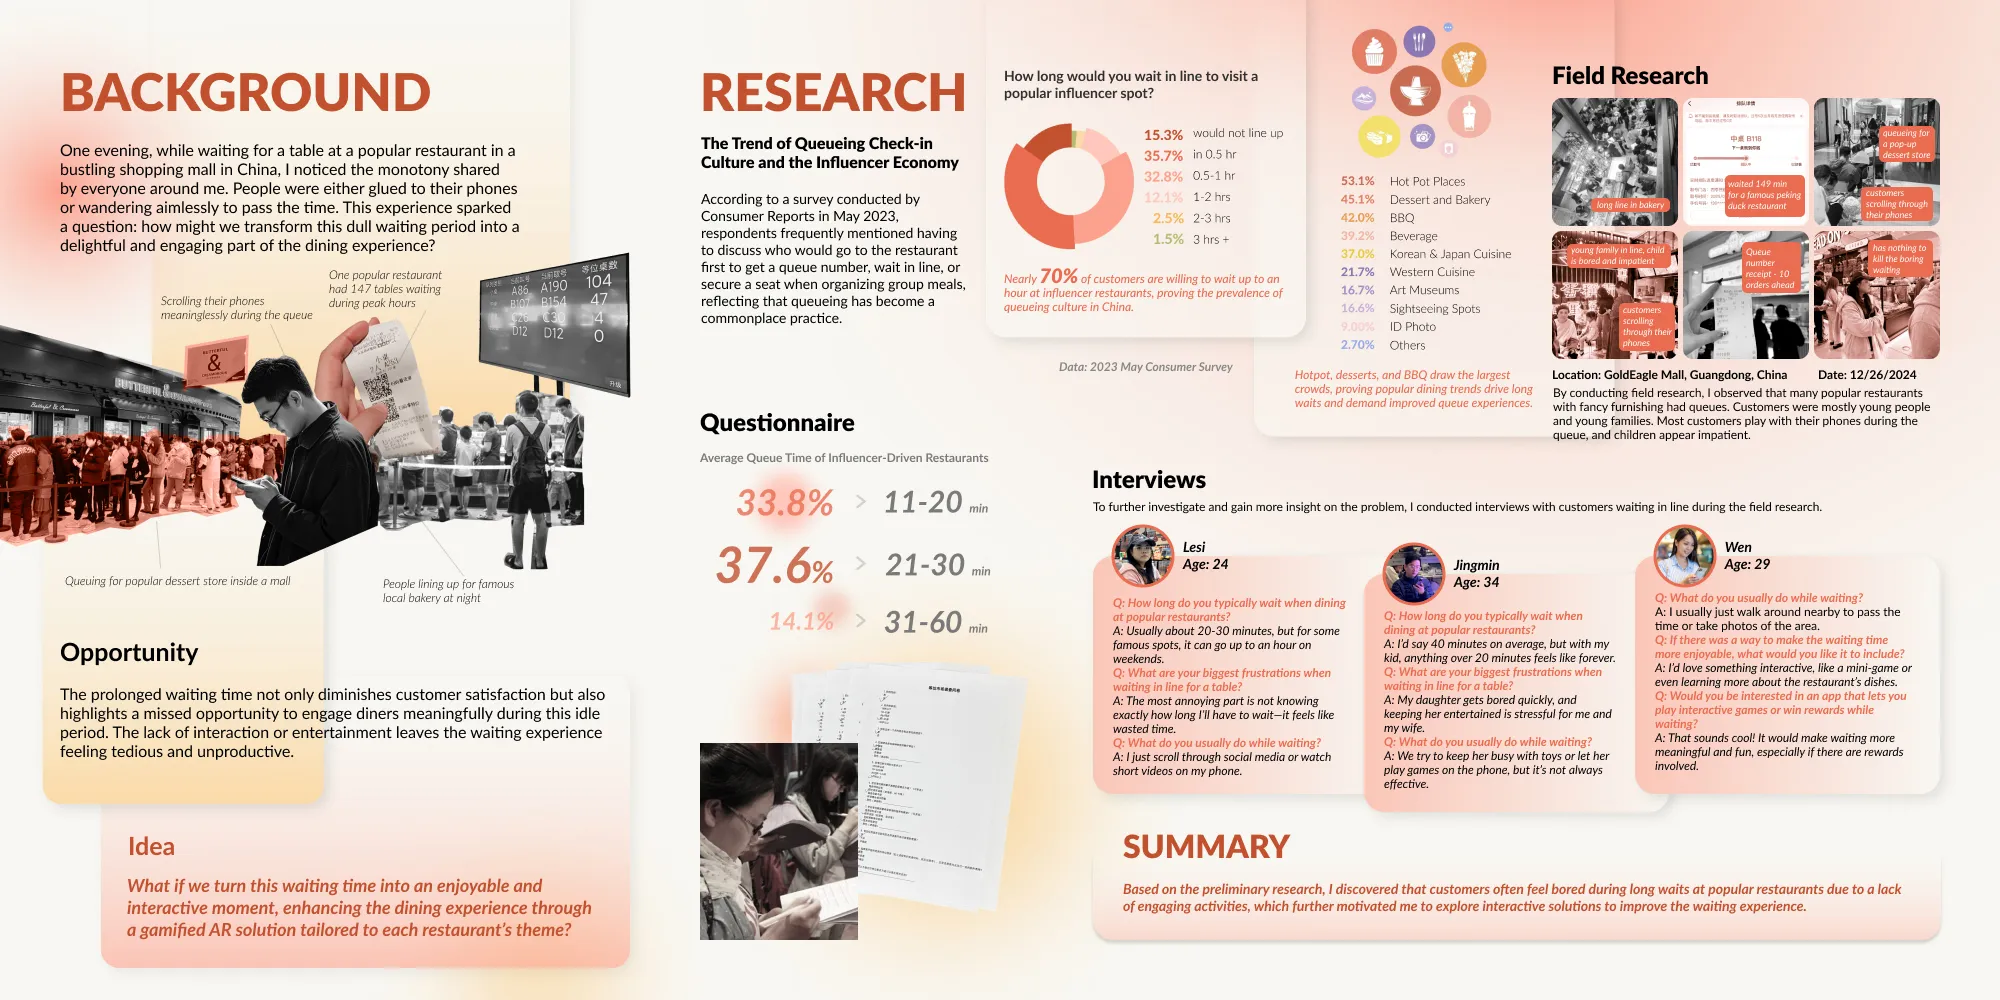 BACKGROUND
One evening, while waiting for a table at a popular restaurant in a
bustling shopping mall in China, I noticed the monotony shared
by everyone around me. People were either glued to their phones
or wandering aimlessly to pass the time. This experience sparked
a question: how might we transform this dull waiting period into a
delightful and engaging part of the dining experience?
Scrolling their phones
meaninglessly during the queue
One popular restaurant
had 147 tables waiting
during peak hours
当前取号
等位桌数
A86 A190 104
B107 B154 47
C28 C30 4
D12 D12 0
升级
BUTTERFUL
&
BUTTERFUL
Butterful & Creamorous
Queuing for popular dessert store inside a mall
People lining up for famous
local bakery at night
Opportunity
The prolonged waiting time not only diminishes customer satisfaction but also
highlights a missed opportunity to engage diners meaningfully during this idle
period. The lack of interaction or entertainment leaves the waiting experience
feeling tedious and unproductive.
Idea
What if we turn this waiting time into an enjoyable and
interactive moment, enhancing the dining experience through
a gamified AR solution tailored to each restaurant's theme?
RESEARCH
The Trend of Queueing Check-in
Culture and the Influencer Economy
According to a survey conducted by
Consumer Reports in May 2023,
respondents frequently mentioned having
to discuss who would go to the restaurant
first to get a queue number, wait in line, or
secure a seat when organizing group meals,
reflecting that queueing has become a
commonplace practice.
How long would you wait in line to visit a
popular influencer spot?
15.3% would not line up
35.7% in 0.5 hr
32.8% 0.5-1 hr
12.1% 1-2 hrs
2.5% 2-3 hrs
1.5% 3 hrs +
Nearly 70% of customers are willing to wait up to an
hour at influencer restaurants, proving the prevalence of
queueing culture in China.
Data: 2023 May Consumer Survey
53.1% Hot Pot Places
45.1% Dessert and Bakery
42.0% BBQ
39.2% Beverage
37.0% Korean & Japan Cuisine
21.7% Western Cuisine
16.7% Art Museums
16.6% Sightseeing Spots
9.00% ID Photo
2.70% Others
Hotpot, desserts, and BBQ draw the largest
crowds, proving popular dining trends drive long
waits and demand improved queue experiences.
Field Research
long line in bakery
排队详情
中桌 B118
下一桌就到你啦
waited 149 min
for a famous peking
duck restaurant
queueing for
a pop-up
dessert store
customers
scrolling through
their phones
young family in line, child
is bored and impatient
customers
scrolling
through their
phones
Queue
number
receipt - 10
orders ahead
has nothing to
kill the boring
waiting
Location: GoldEagle Mall, Guangdong, China
Date: 12/26/2024
By conducting field research, I observed that many popular restaurants
with fancy furnishing had queues. Customers were mostly young people
and young families. Most customers play with their phones during the
queue, and children appear impatient.
Questionnaire
Average Queue Time of Influencer-Driven Restaurants
33.8% > 11-20 min
37.6% > 21-30 min
14.1% > 31-60 min
Interviews
To further investigate and gain more insight on the problem, I conducted interviews with customers waiting in line during the field research.
Lesi
Age: 24
Q: How long do you typically wait when dining
at popular restaurants?
A: Usually about 20-30 minutes, but for some
famous spots, it can go up to an hour on
weekends.
Q: What are your biggest frustrations when
waiting in line for a table?
A: The most annoying part is not knowing
exactly how long I'll have to wait—it feels like
wasted time.
Q: What do you usually do while waiting?
A: I just scroll through social media or watch
short videos on my phone.
Jingmin
Age: 34
Q: How long do you typically wait when
dining at popular restaurants?
A: I'd say 40 minutes on average, but with my
kid, anything over 20 minutes feels like forever.
Q: What are your biggest frustrations when
waiting in line for a table?
A: My daughter gets bored quickly, and
keeping her entertained is stressful for me and
my wife.
Q: What do you usually do while waiting?
A: We try to keep her busy with toys or let her
play games on the phone, but it's not always
effective.
Wen
Age: 29
Q: What do you usually do while waiting?
A: I usually just walk around nearby to pass the
time or take photos of the area.
Q: If there was a way to make the waiting time
more enjoyable, what would you like it to include?
A: I'd love something interactive, like a mini-game or
even learning more about the restaurant's dishes.
Q: Would you be interested in an app that lets you
play interactive games or win rewards while
waiting?
A: That sounds cool! It would make waiting more
meaningful and fun, especially if there are rewards
involved.
SUMMARY
Based on the preliminary research, I discovered that customers often feel bored during long waits at popular restaurants due to a lack
of engaging activities, which further motivated me to explore interactive solutions to improve the waiting experience.